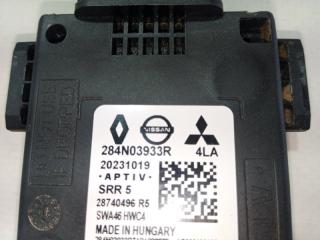 NISSAN
284N03933R 4LA
20231019
• APTIV •
SRR 5
28740496 R5
SWA46 HWC4
MADE IN HUNGARY